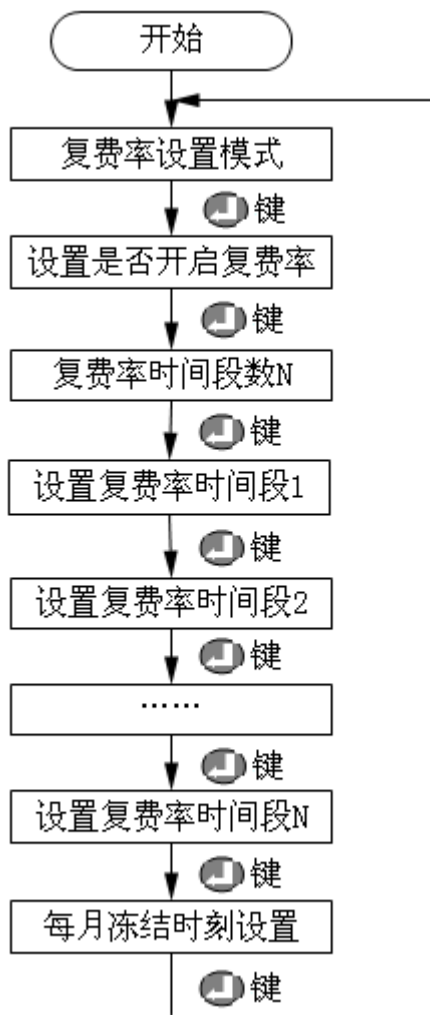 开始
复费率设置模式
键
设置是否开启复费率
键
复费率时间段数N
键
设置复费率时间段1
键
设置复费率时间段2
键
……
键
设置复费率时间段N
键
每月冻结时刻设置
键